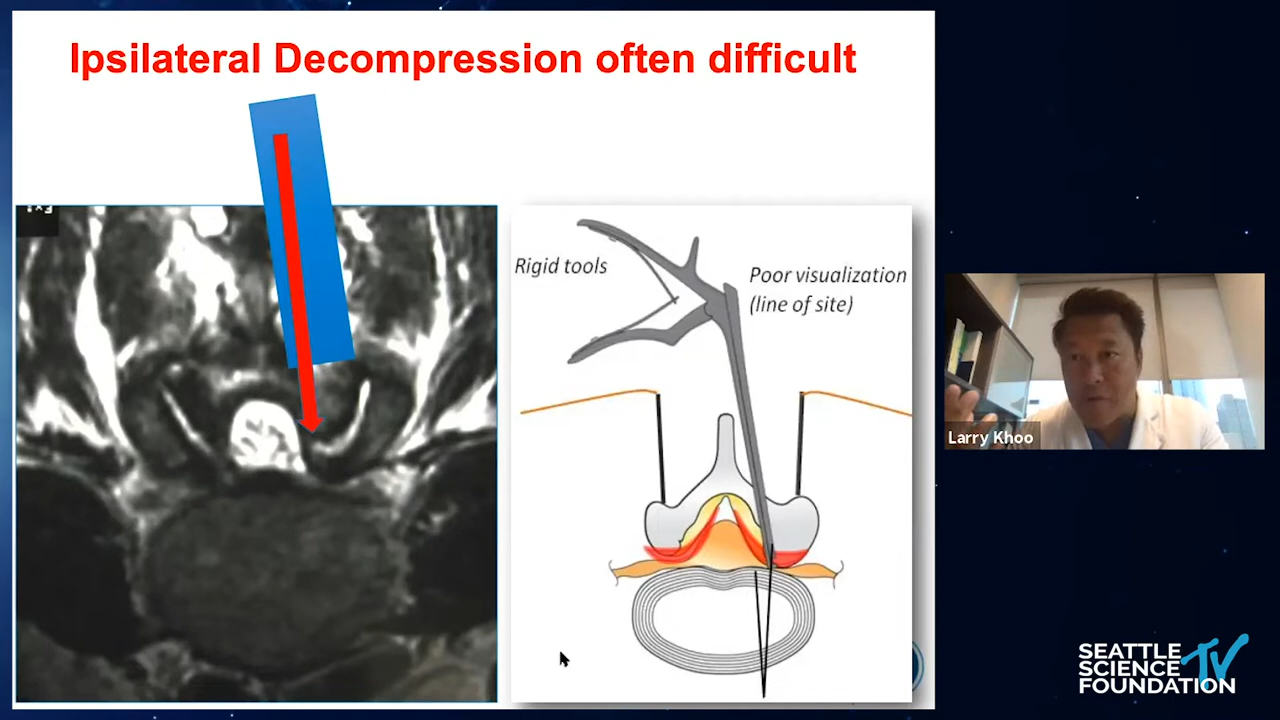 Ipsilateral Decompression often difficult
Rigid tools
Poor visualization
(line of site)
Larry Khoo
SEATTLE
SCIENCE
FOUNDATION
TV